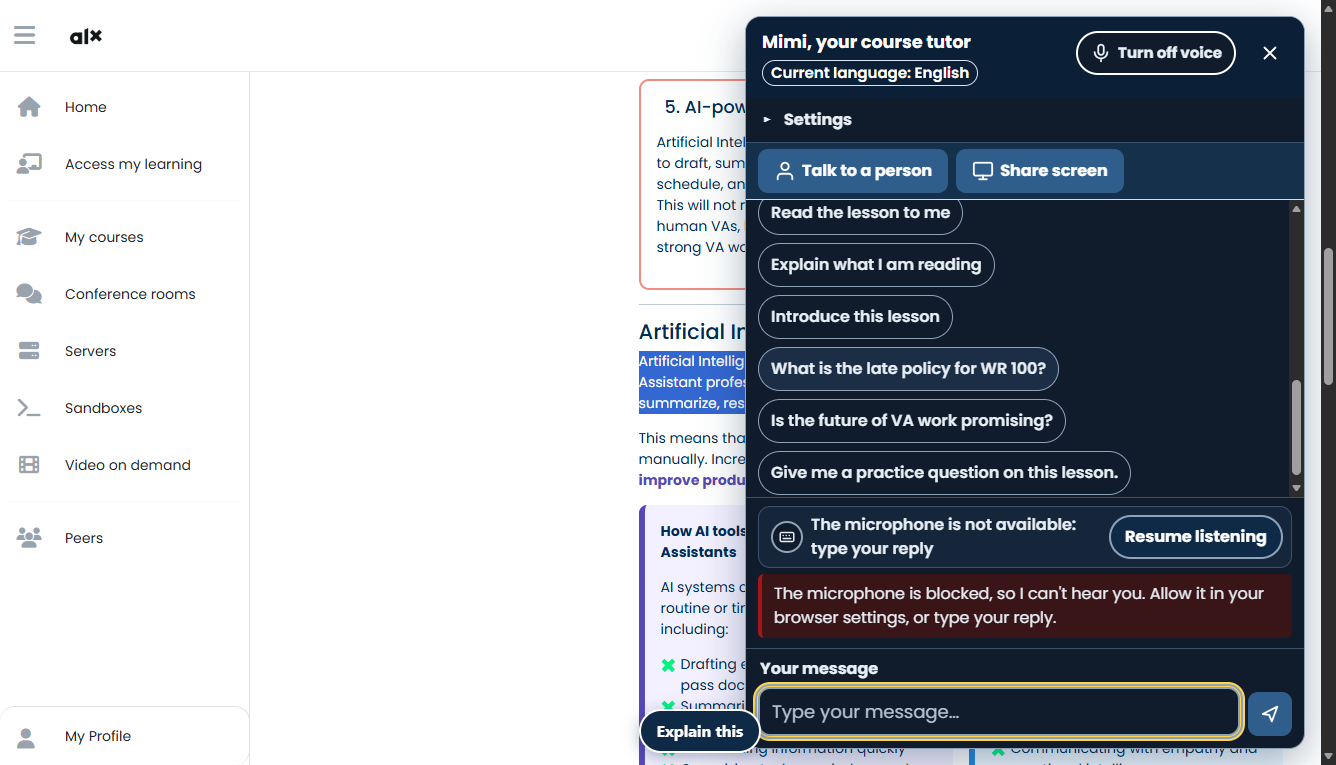 alx
Home
Access my learning
My courses
Conference rooms
Servers
Sandboxes
Video on demand
Peers
My Profile
5. AI-pow
Artificial Intel
to draft, sum
schedule, an
This will not r
human VAs,
strong VA wo
Artificial In
Artificial Intellig
Assistant profes
summarize, res
This means tha
manually. Incre
improve produ
How AI tools
Assistants
AI systems c
routine or tin
including:
Drafting e
pass doc
Summari
Explain this
information quickly
Communicating with empathy and
Mimi, your course tutor
Current language: English
Turn off voice
Settings
Talk to a person
Share screen
Read the lesson to me
Explain what I am reading
Introduce this lesson
What is the late policy for WR 100?
Is the future of VA work promising?
Give me a practice question on this lesson.
The microphone is not available:
type your reply
Resume listening
The microphone is blocked, so I can't hear you. Allow it in your
browser settings, or type your reply.
Your message
Type your message...